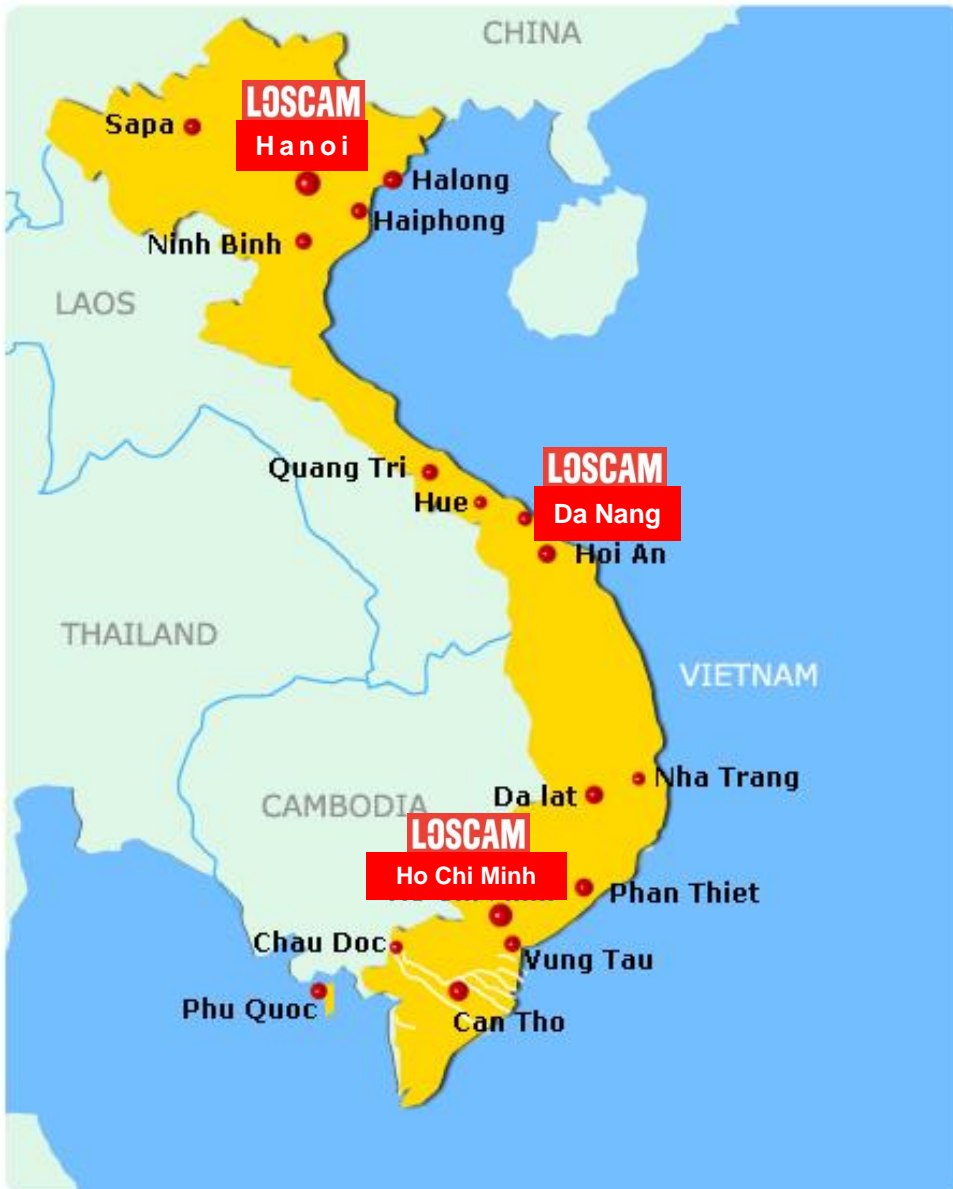 CHINA
LOSCAM
Hanoi
Sapa
Halong
Haiphong
Ninh Binh
LAOS
Quang Tri
LOSCAM
Hue
Da Nang
Hoi An
THAILAND
VIETNAM
Nha Trang
Da lat
CAMBODIA
LOSCAM
Ho Chi Minh
Phan Thiet
Chau Doc
Vung Tau
Phu Quoc
Can Tho